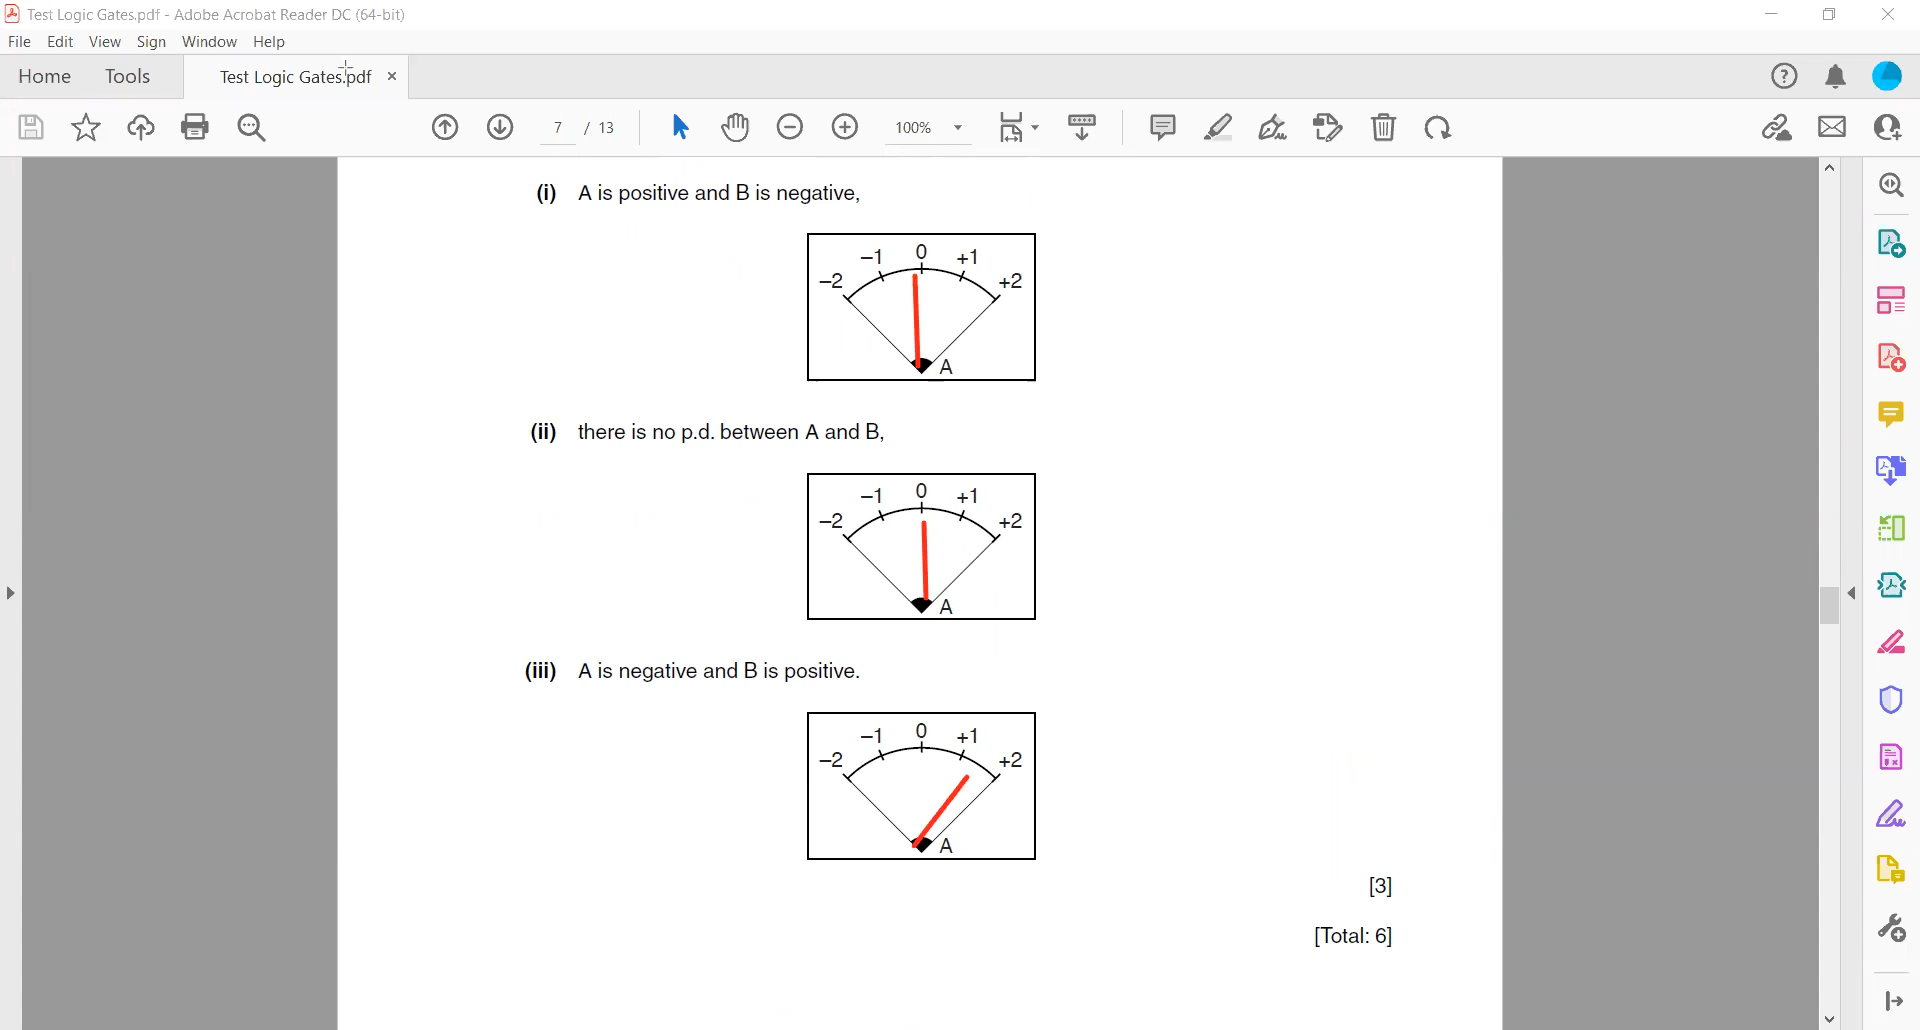 Test Logic Gates.pdf - Adobe Acrobat Reader DC (64-bit)
File Edit View Sign Window Help
Home Tools Test Logic Gates.pdf ×
7 / 13 100%
(i) A is positive and B is negative,
–2 –1 0 +1 +2
A
(ii) there is no p.d. between A and B,
–2 –1 0 +1 +2
A
(iii) A is negative and B is positive.
–2 –1 0 +1 +2
A
[3]
[Total: 6]